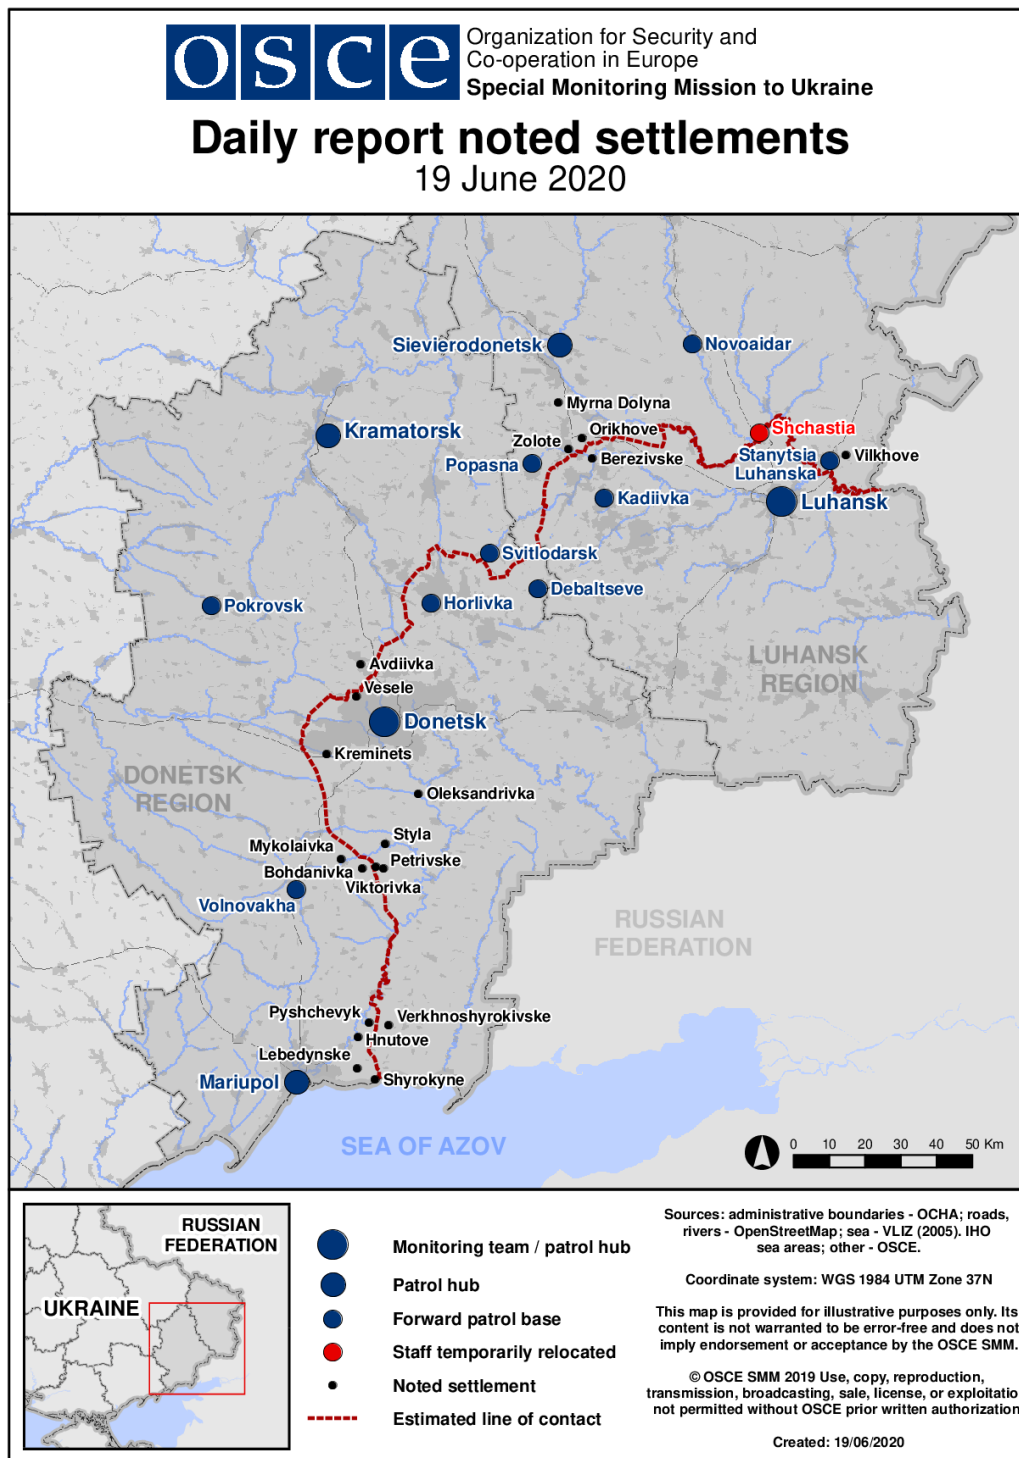 osce
Organization for Security and
Co-operation in Europe
Special Monitoring Mission to Ukraine
Daily report noted settlements
19 June 2020
Sievierodonetsk
Novoaidar
Myrna Dolyna
Kramatorsk
Orikhove
Shchastia
Zolote
Popasna
Berezivske
Stanytsia
Luhanska
Vilkhove
Kadiivka
Luhansk
Svitlodarsk
Debaltseve
Pokrovsk
Horlivka
Avdiivka
LUHANSK
REGION
Vesele
Donetsk
Kreminets
DONETSK
REGION
Oleksandrivka
Styla
Mykolaivka
Petrivske
Bohdanivka
Viktorivka
Volnovakha
RUSSIAN
FEDERATION
Pyshchevyk
Verkhnoshyrokivske
Hnutove
Lebedynske
Mariupol
Shyrokyne
SEA OF AZOV
0 10 20 30 40 50 Km
RUSSIAN
FEDERATION
UKRAINE
Monitoring team / patrol hub
Patrol hub
Forward patrol base
Staff temporarily relocated
Noted settlement
Estimated line of contact
Sources: administrative boundaries - OCHA; roads,
rivers - OpenStreetMap; sea - VLIZ (2005). IHO
sea areas; other - OSCE.
Coordinate system: WGS 1984 UTM Zone 37N
This map is provided for illustrative purposes only. Its
content is not warranted to be error-free and does not
imply endorsement or acceptance by the OSCE SMM.
© OSCE SMM 2019 Use, copy, reproduction,
transmission, broadcasting, sale, license, or exploitatio
not permitted without OSCE prior written authorization
Created: 19/06/2020